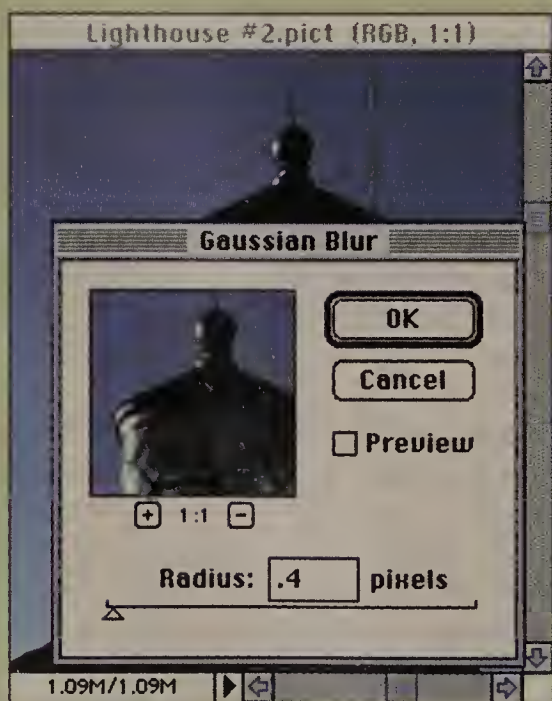 Lighthouse #2.pict (RGB, 1:1)
Gaussian Blur
OK
Cancel
Preview
+ 1:1 -
Radius: .4 pixels
1.09M/1.09M